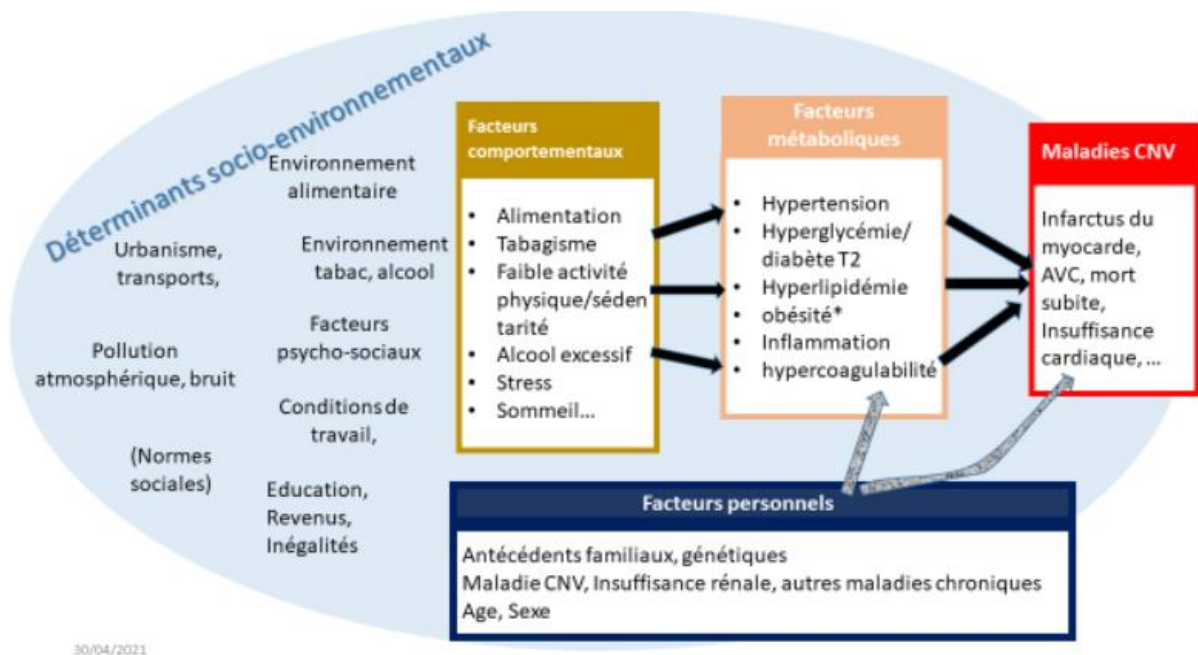 Déterminants socio-environnementaux
Environnement
alimentaire
Urbanisme,
transports,
Environnement
tabac, alcool
Facteurs
psycho-sociaux
Pollution
atmosphérique, bruit
Conditions de
travail,
(Normes
sociales)
Education,
Revenus,
Inégalités
Facteurs
comportementaux
• Alimentation
• Tabagisme
• Faible activité
physique/séden
tarité
• Alcool excessif
• Stress
• Sommeil...
Facteurs
métaboliques
• Hypertension
• Hyperglycémie/
diabète T2
• Hyperlipidémie
• obésité*
• Inflammation
• hypercoagulabilité
Maladies CNV
Infarctus du
myocarde,
AVC, mort
subite,
Insuffisance
cardiaque, ...
Facteurs personnels
Antécédents familiaux, génétiques
Maladie CNV, Insuffisance rénale, autres maladies chroniques
Age, Sexe
30/04/2021